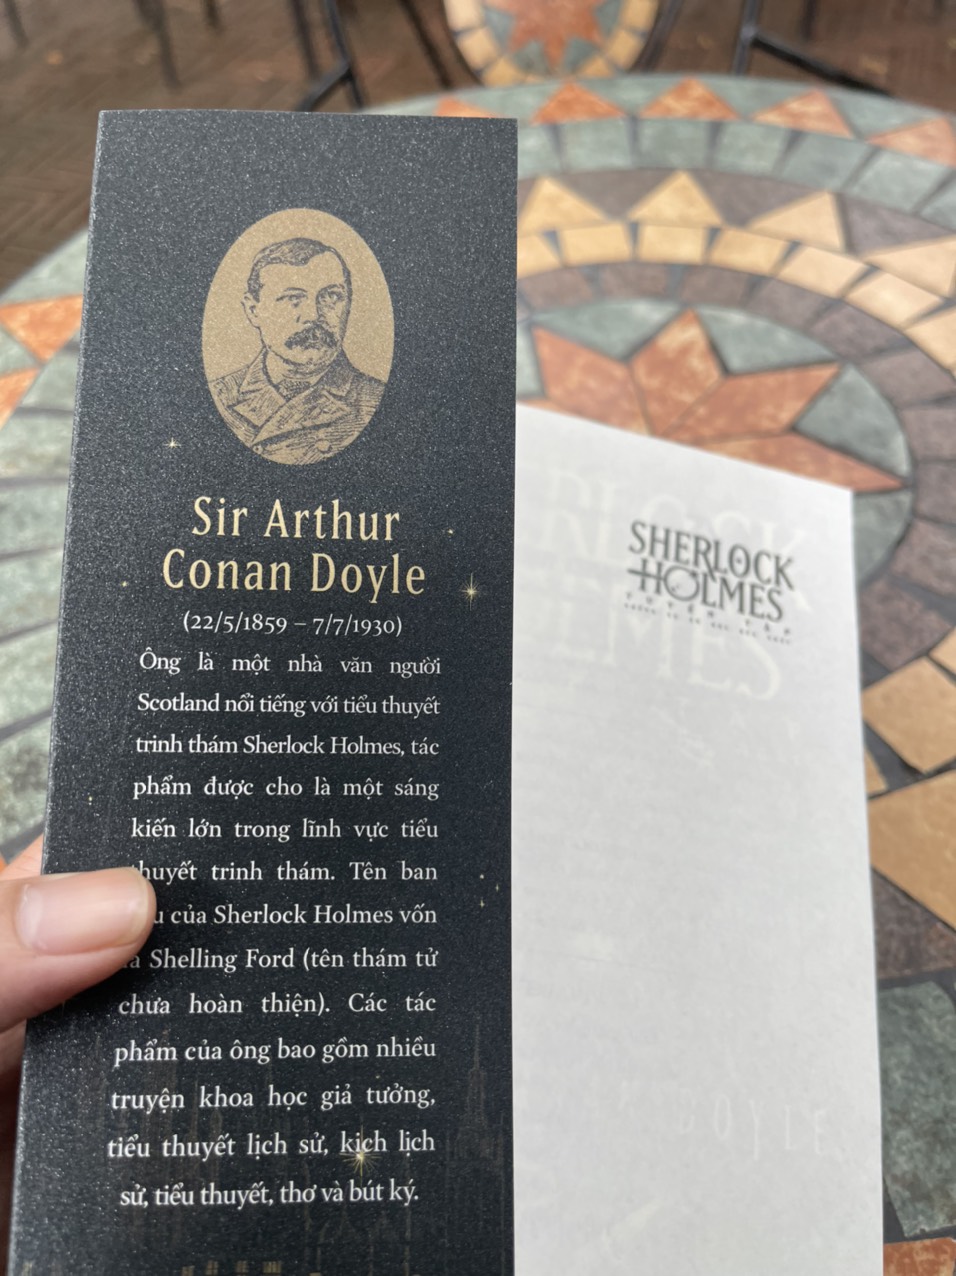 Sir Arthur
Conan Doyle
(22/5/1859 – 7/7/1930)
Ông là một nhà văn người
Scotland nổi tiếng với tiểu thuyết
trinh thám Sherlock Holmes, tác
phẩm được cho là một sáng
kiến lớn trong lĩnh vực tiểu
thuyết trinh thám. Tên ban
của Sherlock Holmes vốn
Shelling Ford (tên thám tử
chưa hoàn thiện). Các tác
phẩm của ông bao gồm nhiều
truyện khoa học giả tưởng,
tiểu thuyết lịch sử, kịch lịch
sử, tiểu thuyết, thơ và bút ký.
SHERLOCK
HOLMES
TUYỂN TẬP